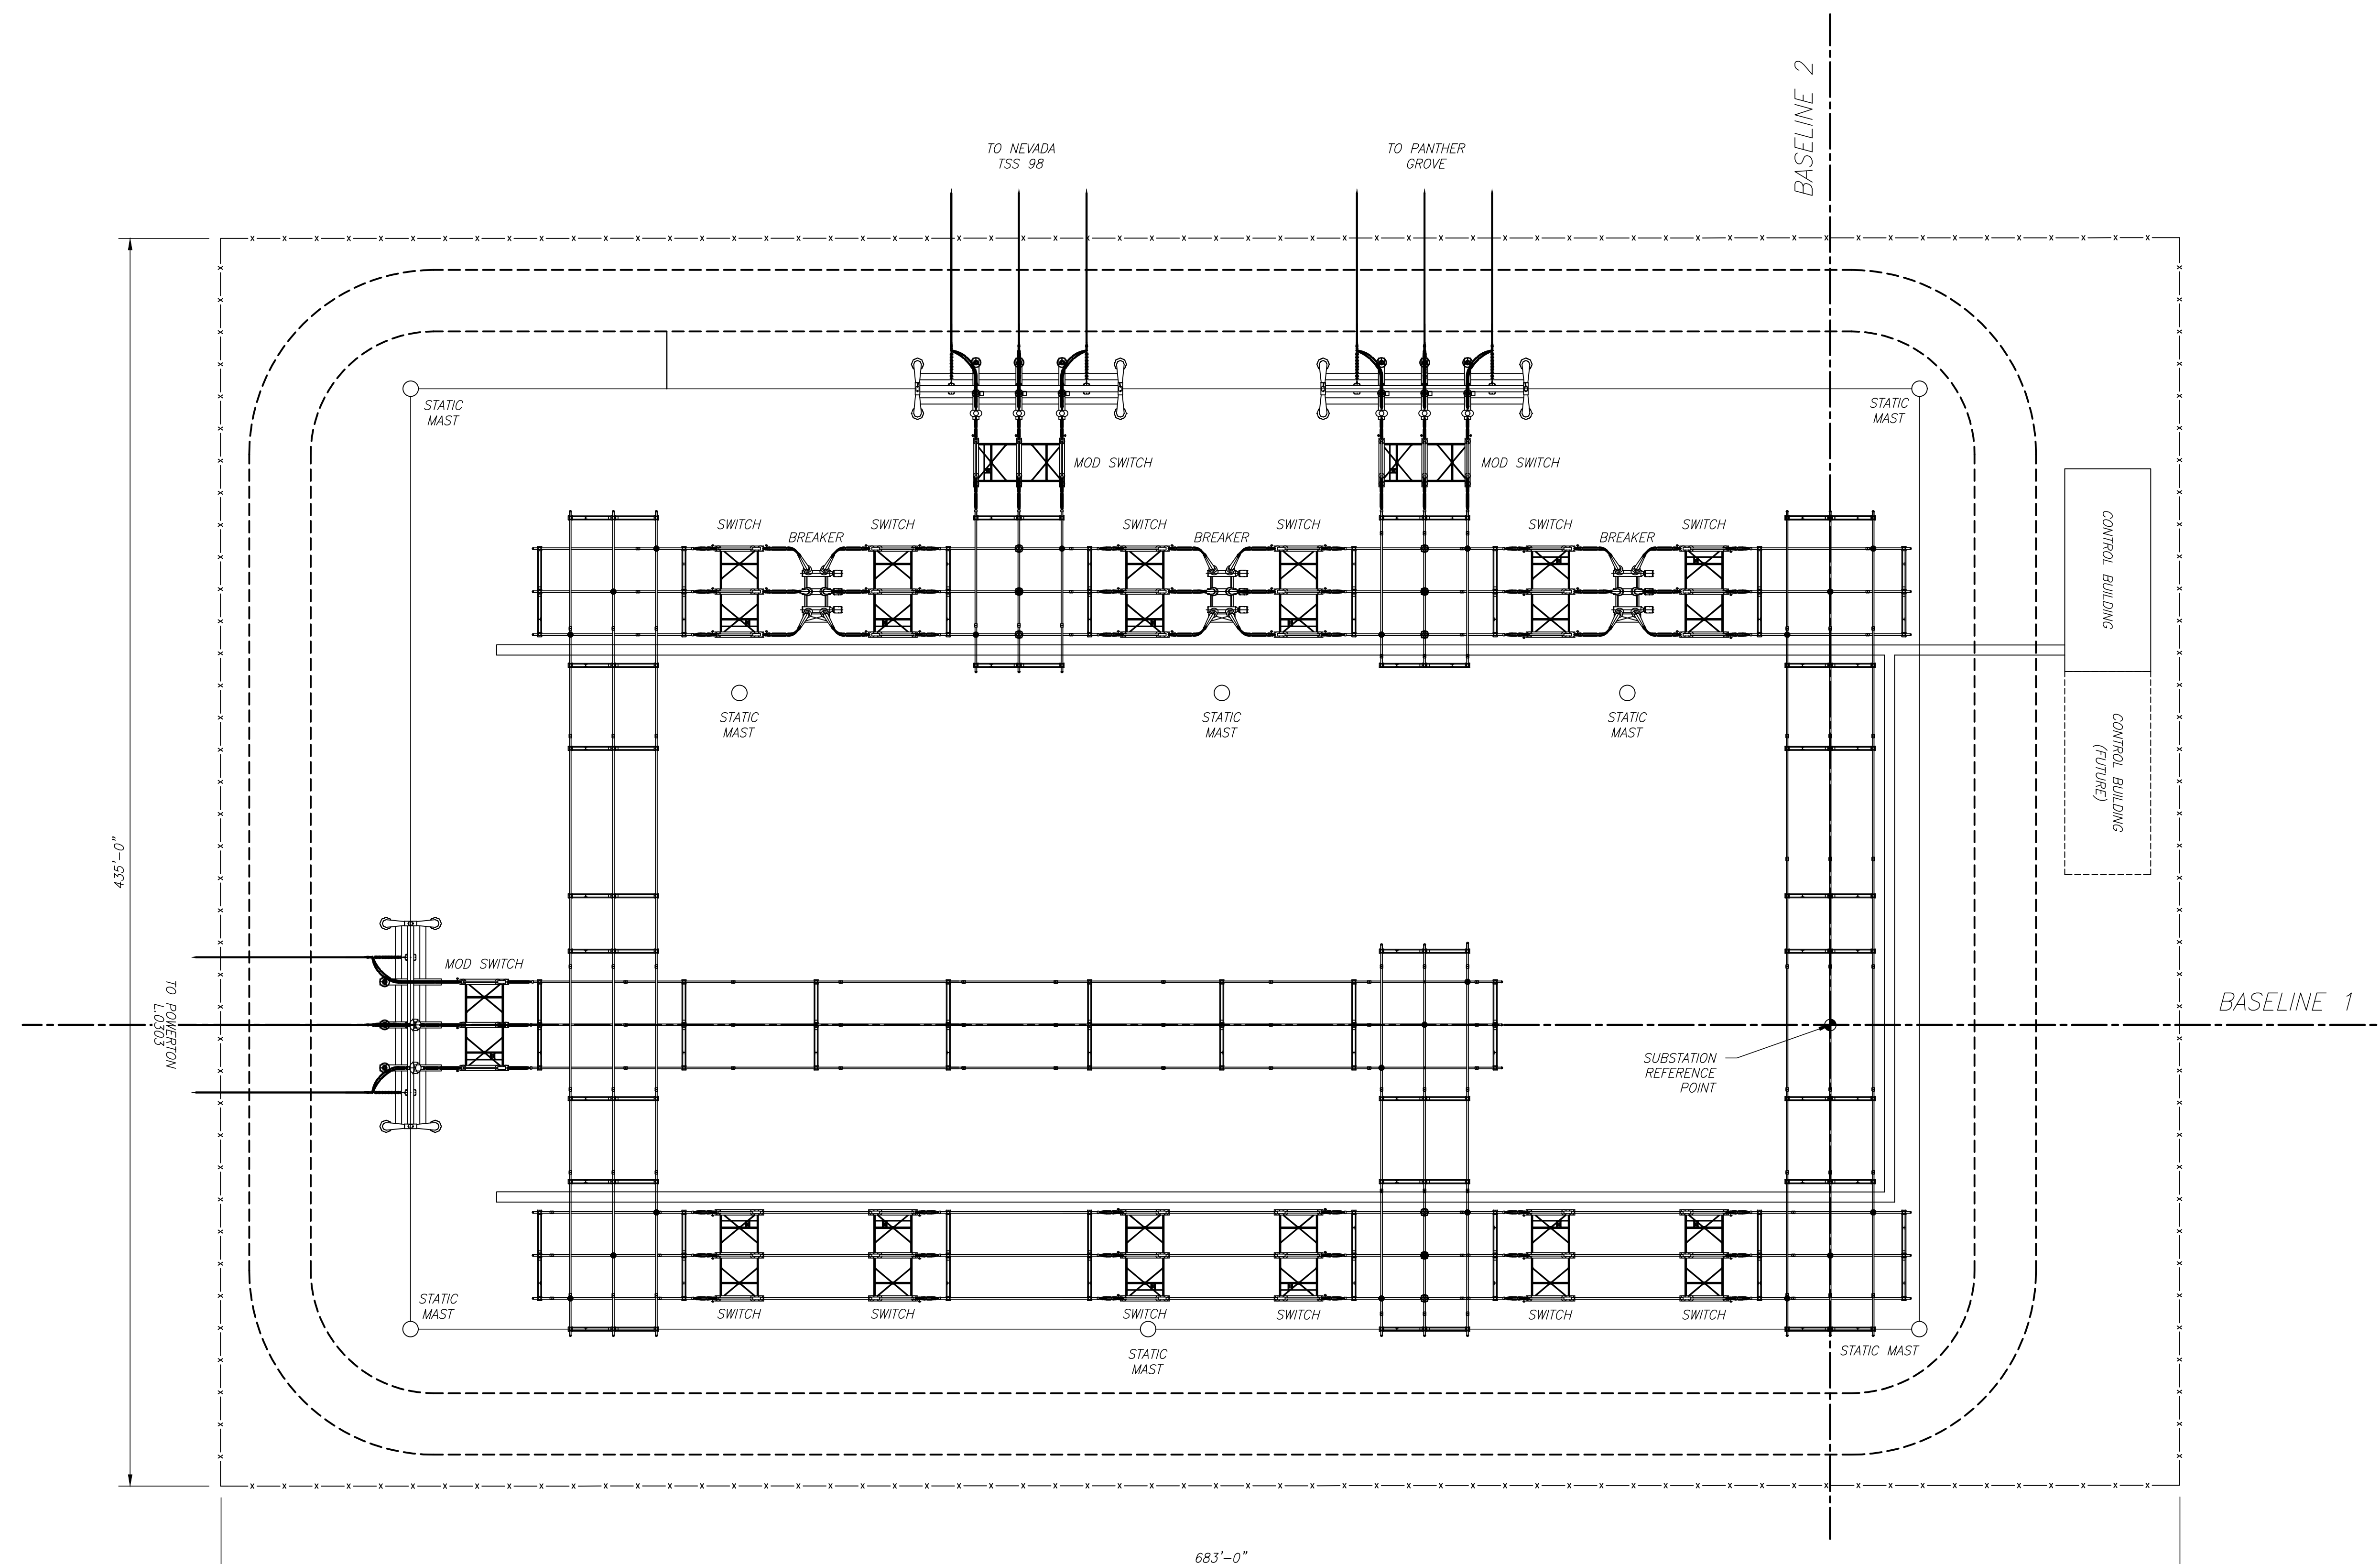 BASELINE 2
TO NEVADA
TSS 98
TO PANTHER
GROVE
STATIC
MAST
STATIC
MAST
MOD SWITCH
MOD SWITCH
SWITCH
BREAKER
SWITCH
SWITCH
BREAKER
SWITCH
SWITCH
BREAKER
SWITCH
CONTROL BUILDING
STATIC
MAST
STATIC
MAST
STATIC
MAST
CONTROL BUILDING
(FUTURE)
435'-0"
MOD SWITCH
TO POWERTON
L.0303
BASELINE 1
SUBSTATION
REFERENCE
POINT
STATIC
MAST
SWITCH
SWITCH
SWITCH
SWITCH
SWITCH
SWITCH
STATIC
MAST
STATIC MAST
683'-0"